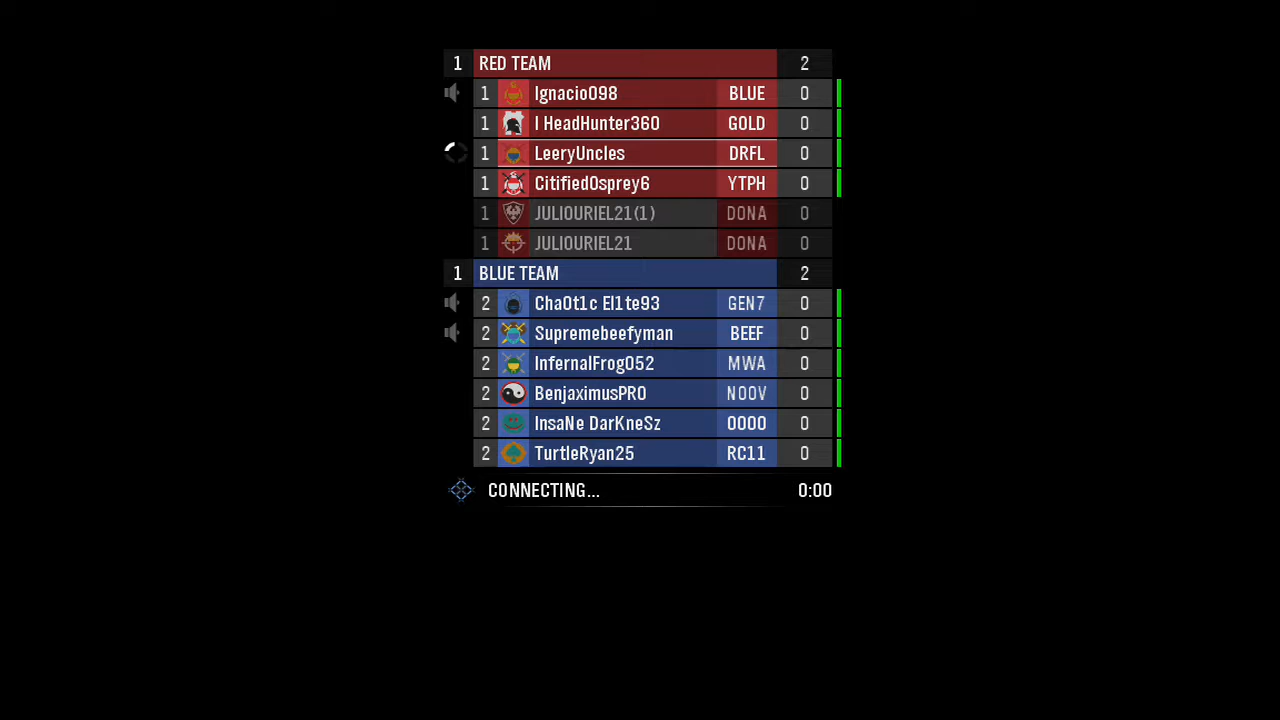 1 RED TEAM 2
1 Ignacio098 BLUE 0
1 I HeadHunter360 GOLD 0
1 LeeryUncles DRFL 0
1 CitifiedOsprey6 YTPH 0
1 JULIOURIEL21(1) DONA 0
1 JULIOURIEL21 DONA 0
1 BLUE TEAM 2
2 Cha0t1c El1te93 GEN7 0
2 Supremebeefyman BEEF 0
2 InfernalFrog052 MWA 0
2 BenjaximusPRO NOOV 0
2 InsaNe DarKneSz OOOO 0
2 TurtleRyan25 RC11 0
CONNECTING... 0:00